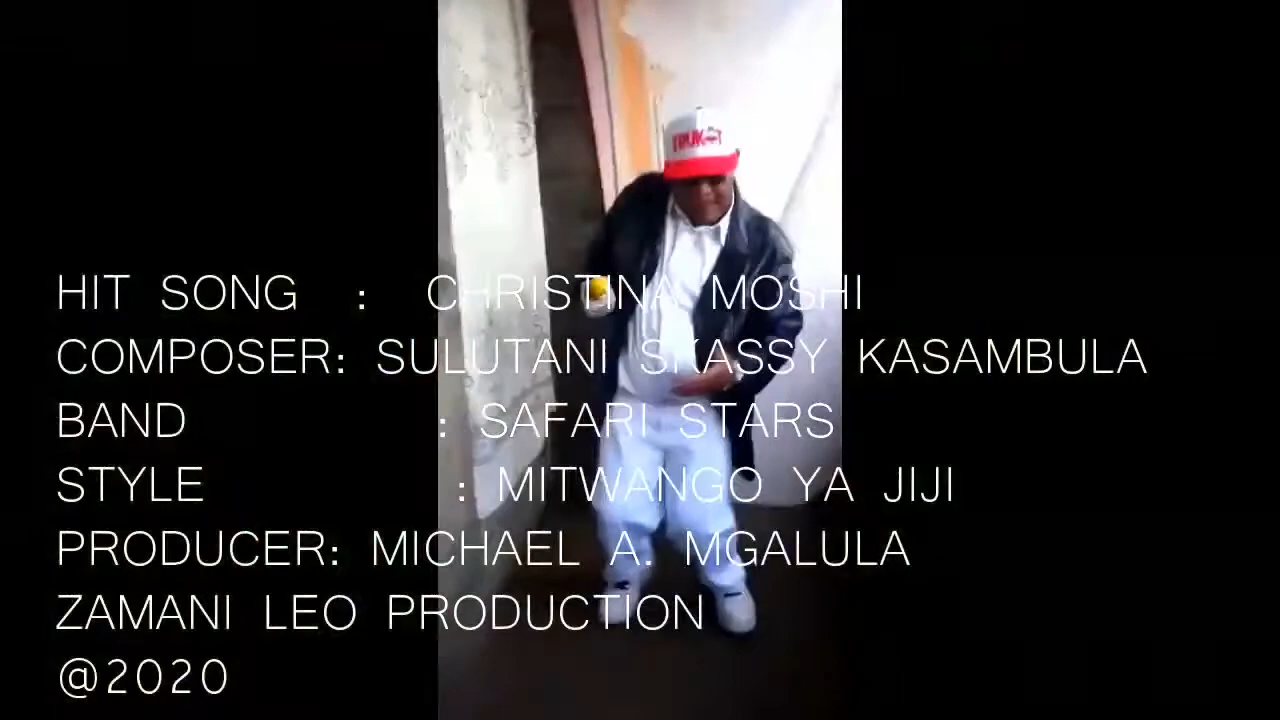 HIT SONG : CHRISTINA MOSHI
COMPOSER: SULUTANI SKASSY KASAMBULA
BAND : SAFARI STARS
STYLE : MITWANGO YA JIJI
PRODUCER: MICHAEL A. MGALULA
ZAMANI LEO PRODUCTION
@2020